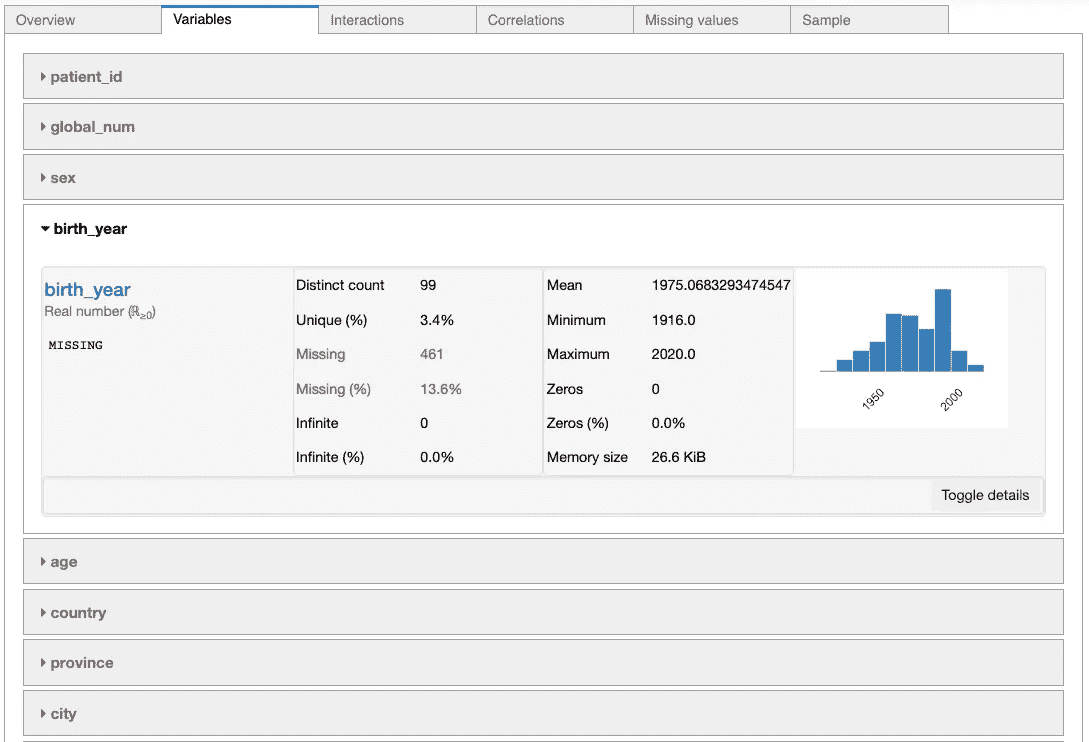 Overview Variables Interactions Correlations Missing values Sample
patient_id
global_num
sex
birth_year
birth_year
Real number (ℝ≥0)
MISSING
Distinct count 99
Unique (%) 3.4%
Missing 461
Missing (%) 13.6%
Infinite 0
Infinite (%) 0.0%
Mean 1975.0683293474547
Minimum 1916.0
Maximum 2020.0
Zeros 0
Zeros (%) 0.0%
Memory size 26.6 KiB
1950 2000
Toggle details
age
country
province
city